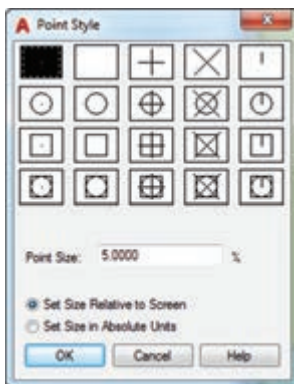 A Point Style
Point Size: 5.0000 %
Set Size Relative to Screen
Set Size in Absolute Units
OK Cancel Help